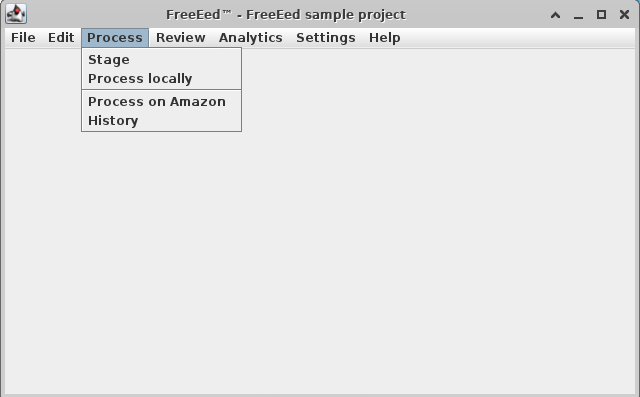 FreeEed™ - FreeEed sample project
File Edit Process Review Analytics Settings Help
Stage
Process locally
Process on Amazon
History